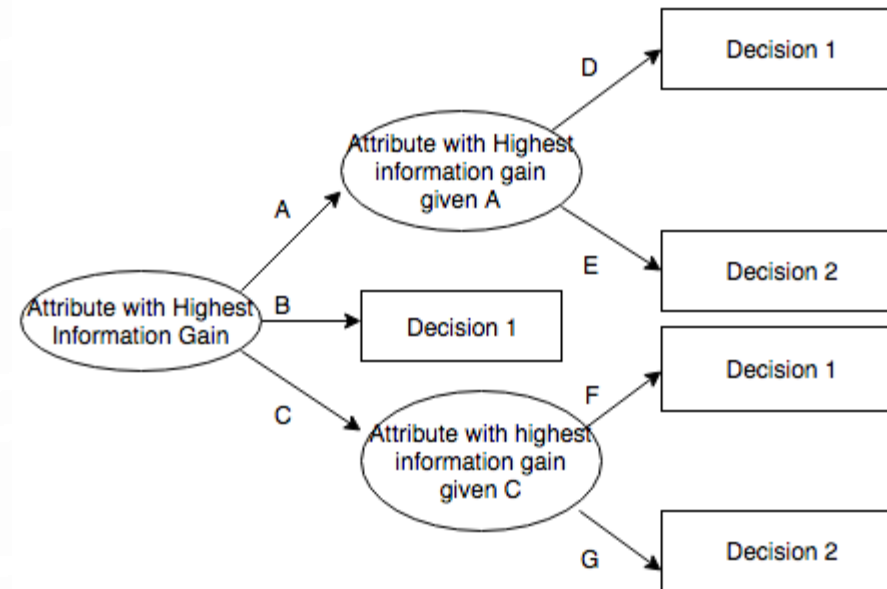 D
Decision 1
Attribute with Highest
information gain
given A
A
E
Decision 2
Attribute with Highest
Information Gain
B
Decision 1
C
Attribute with highest
information gain
given C
F
Decision 1
G
Decision 2